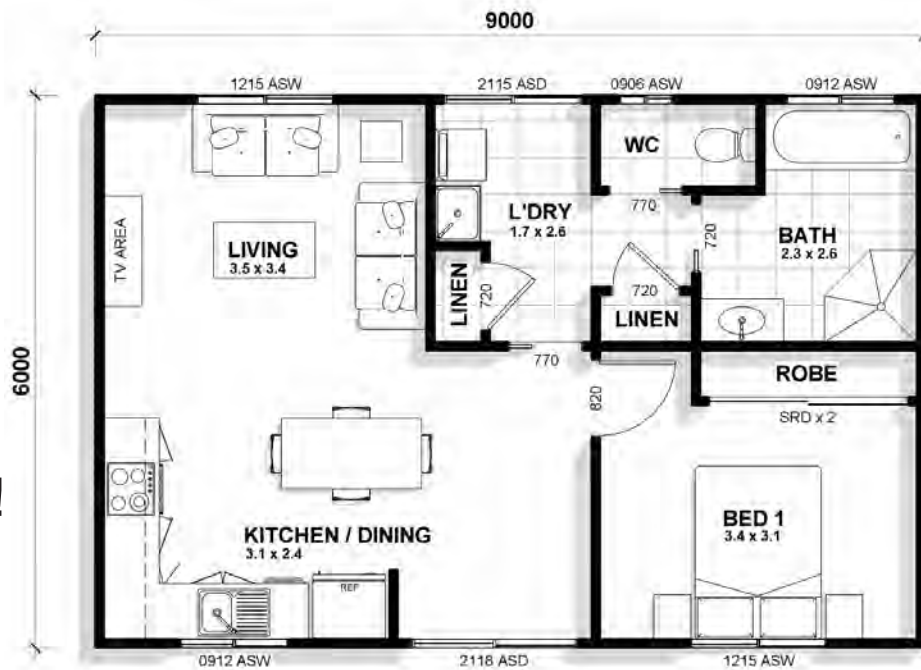 9000
1215 ASW
2115 ASD
0906 ASW
0912 ASW
6000
WC
770
L'DRY
1.7 x 2.6
TV AREA
LIVING
3.5 x 3.4
720
BATH
2.3 x 2.6
LINEN
720
720
LINEN
770
820
ROBE
SRD x 2
KITCHEN / DINING
3.1 x 2.4
BED 1
3.4 x 3.1
REF
0912 ASW
2118 ASD
1215 ASW